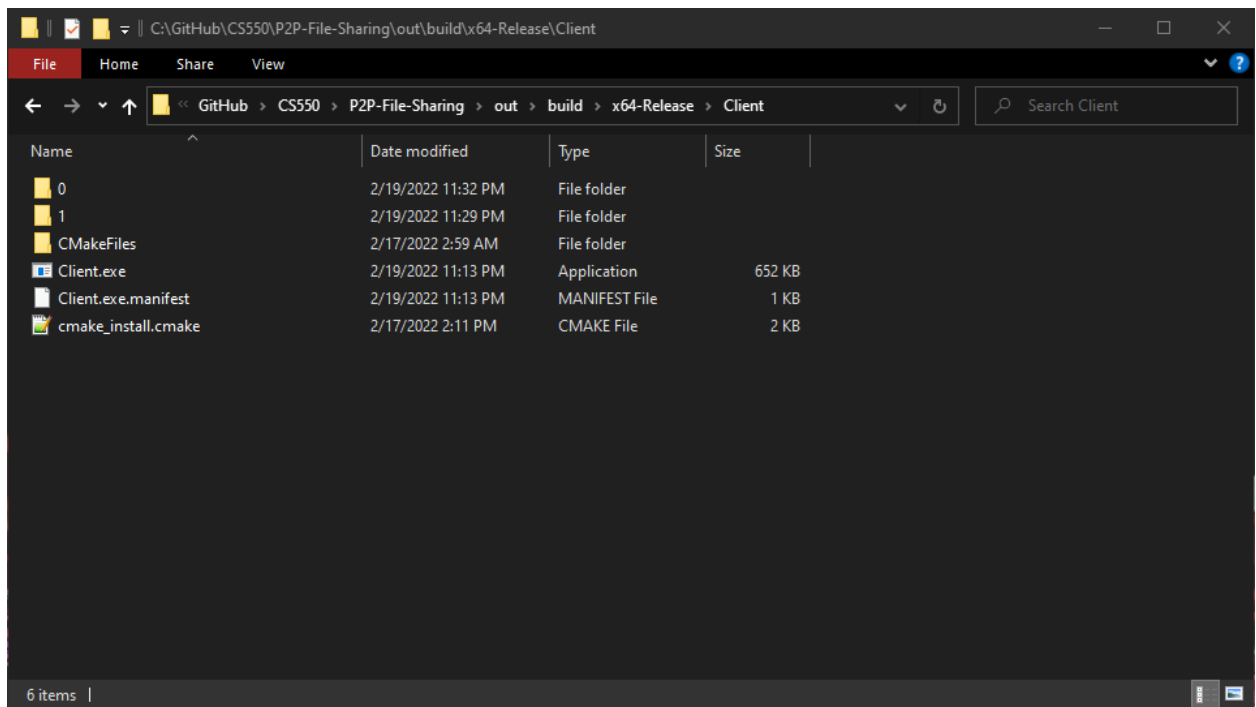 C:\GitHub\CS550\P2P-File-Sharing\out\build\x64-Release\Client
File Home Share View
« GitHub > CS550 > P2P-File-Sharing > out > build > x64-Release > Client Search Client
Name Date modified Type Size
0 2/19/2022 11:32 PM File folder
1 2/19/2022 11:29 PM File folder
CMakeFiles 2/17/2022 2:59 AM File folder
Client.exe 2/19/2022 11:13 PM Application 652 KB
Client.exe.manifest 2/19/2022 11:13 PM MANIFEST File 1 KB
cmake_install.cmake 2/17/2022 2:11 PM CMAKE File 2 KB
6 items